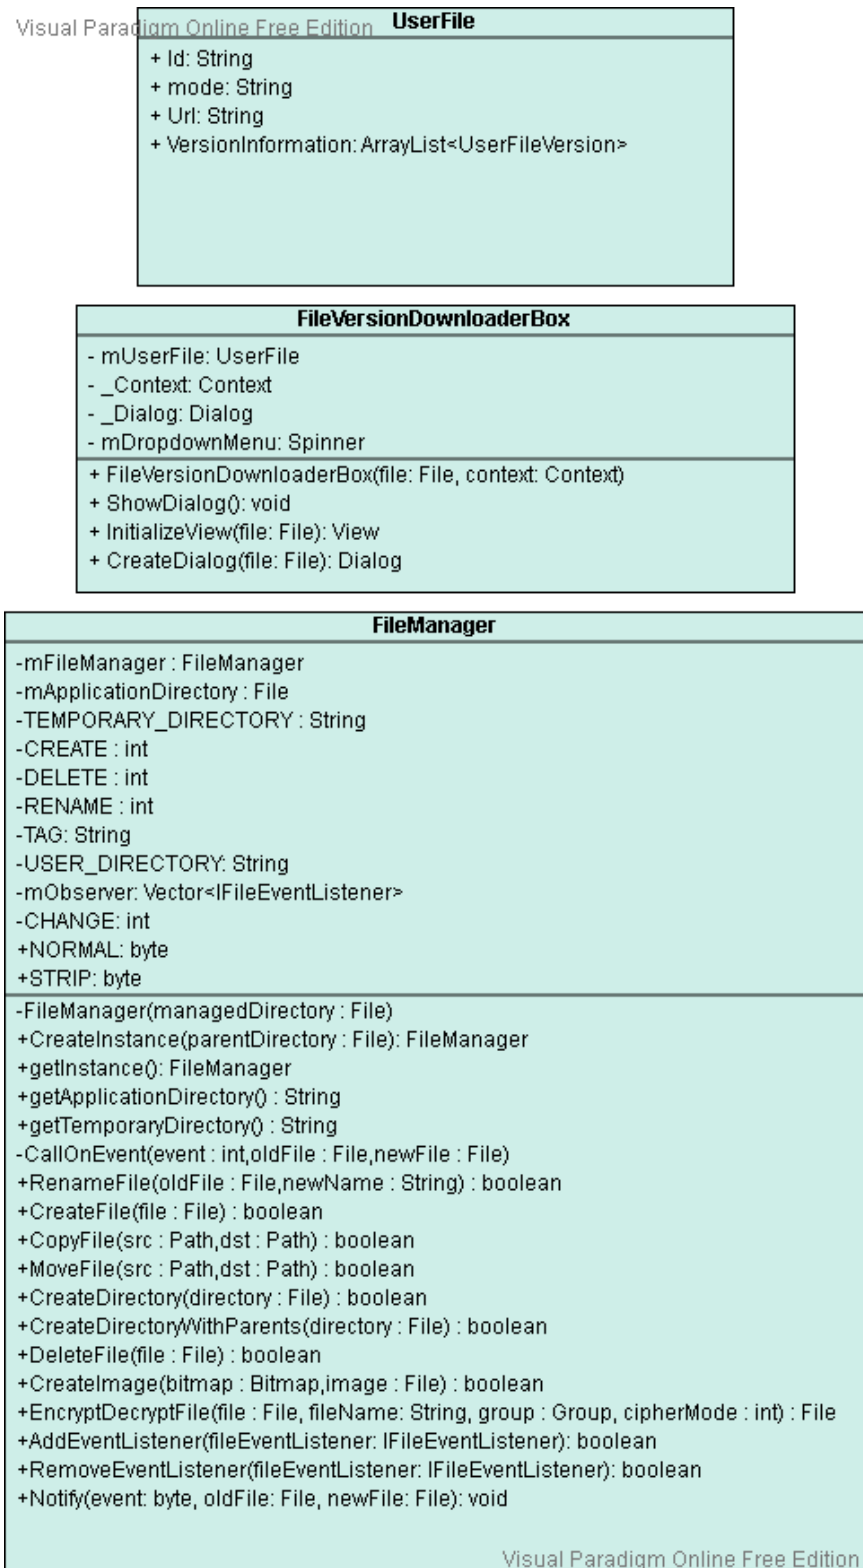 Visual Paradigm Online Free Edition
UserFile
+ Id: String
+ mode: String
+ Url: String
+ VersionInformation: ArrayList<UserFileVersion>
FileVersionDownloaderBox
- mUserFile: UserFile
- _Context: Context
- _Dialog: Dialog
- mDropdownMenu: Spinner
+ FileVersionDownloaderBox(file: File, context: Context)
+ ShowDialog(): void
+ InitializeView(file: File): View
+ CreateDialog(file: File): Dialog
FileManager
-mFileManager : FileManager
-mApplicationDirectory : File
-TEMPORARY_DIRECTORY : String
-CREATE : int
-DELETE : int
-RENAME : int
-TAG: String
-USER_DIRECTORY: String
-mObserver: Vector<IFileEventListener>
-CHANGE: int
+NORMAL: byte
+STRIP: byte
-FileManager(managedDirectory : File)
+CreateInstance(parentDirectory : File): FileManager
+getInstance(): FileManager
+getApplicationDirectory() : String
+getTemporaryDirectory() : String
-CallOnEvent(event : int,oldFile : File,newFile : File)
+RenameFile(oldFile : File,newName : String) : boolean
+CreateFile(file : File) : boolean
+CopyFile(src : Path,dst : Path) : boolean
+MoveFile(src : Path,dst : Path) : boolean
+CreateDirectory(directory : File) : boolean
+CreateDirectoryWithParents(directory : File) : boolean
+DeleteFile(file : File) : boolean
+CreateImage(bitmap : Bitmap,image : File) : boolean
+EncryptDecryptFile(file : File, fileName: String, group : Group, cipherMode : int) : File
+AddEventListener(fileEventListener: IFileEventListener): boolean
+RemoveEventListener(fileEventListener: IFileEventListener): boolean
+Notify(event: byte, oldFile: File, newFile: File): void
Visual Paradigm Online Free Edition